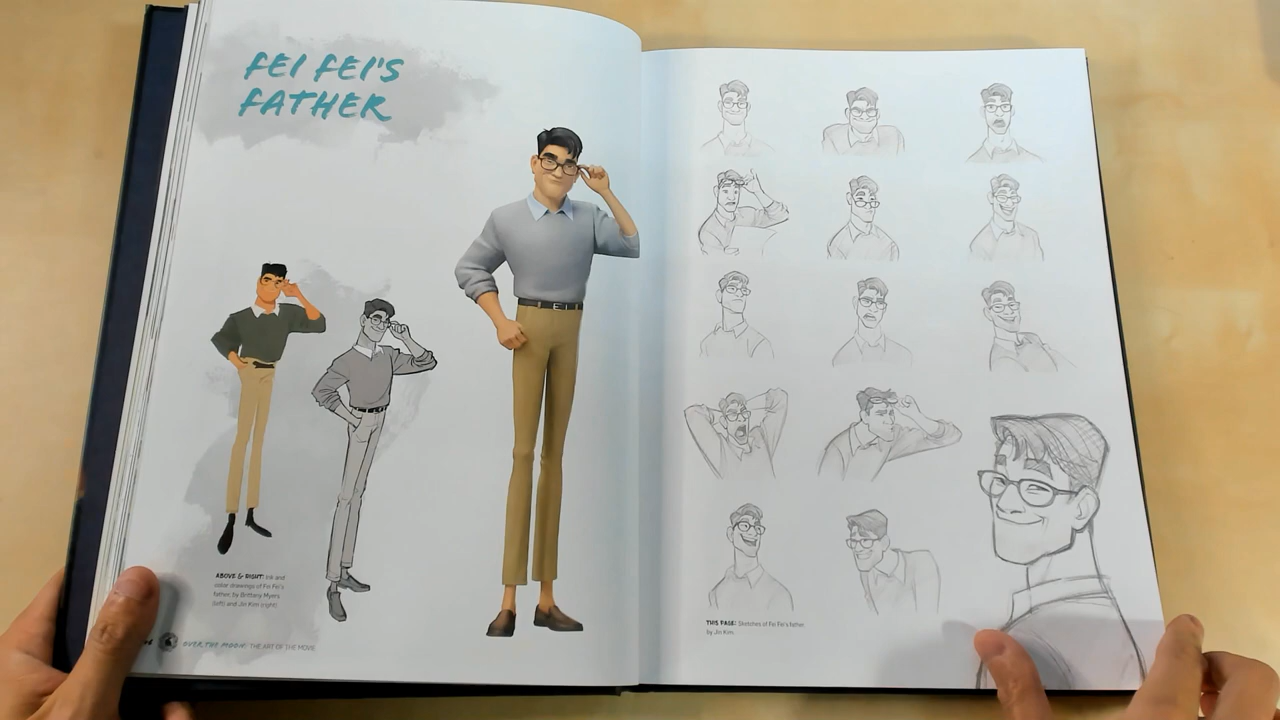 FEI FEI'S
FATHER
ABOVE & RIGHT: Ink and
color drawings of Fei Fei's
father, by Brittany Myers
(left) and Jin Kim (right).
OVER THE MOON: THE ART OF THE MOVIE
THIS PAGE: Sketches of Fei Fei's father,
by Jin Kim.